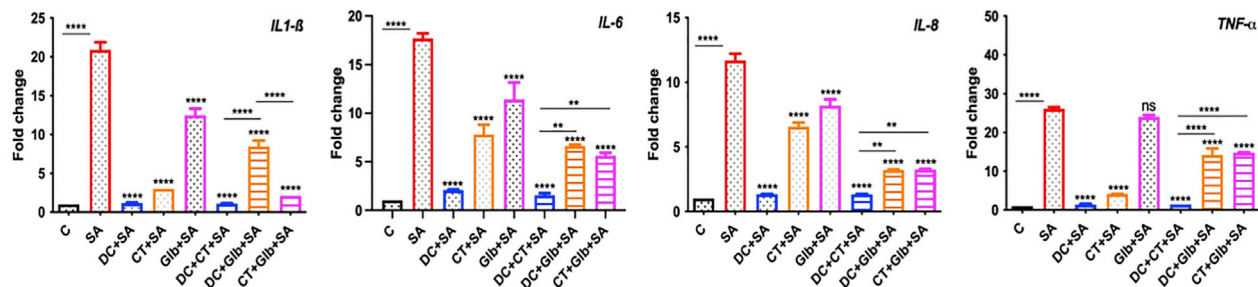 IL1-ß
Fold change
25
20
15
10
5
0
****
****
****
****
****
****
****
****
****
C
SA
DC+SA
CT+SA
Glb+SA
DC+CT+SA
DC+Glb+SA
CT+Glb+SA
IL-6
Fold change
20
15
10
5
0
****
****
****
****
****
****
****
**
**
C
SA
DC+SA
CT+SA
Glb+SA
DC+CT+SA
DC+Glb+SA
CT+Glb+SA
IL-8
Fold change
15
10
5
0
****
****
****
****
****
****
****
**
**
C
SA
DC+SA
CT+SA
Glb+SA
DC+CT+SA
DC+Glb+SA
CT+Glb+SA
TNF-α
Fold change
50
40
30
20
10
0
****
****
****
ns
****
****
****
****
****
C
SA
DC+SA
CT+SA
Glb+SA
DC+CT+SA
DC+Glb+SA
CT+Glb+SA